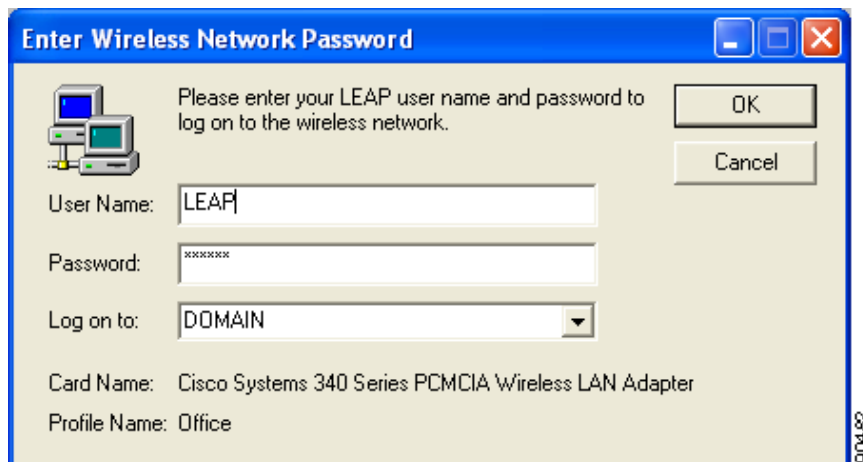 Enter Wireless Network Password
Please enter your LEAP user name and password to
log on to the wireless network.
OK
Cancel
User Name: LEAP
Password: ××××××
Log on to: DOMAIN
Card Name: Cisco Systems 340 Series PCMCIA Wireless LAN Adapter
Profile Name: Office